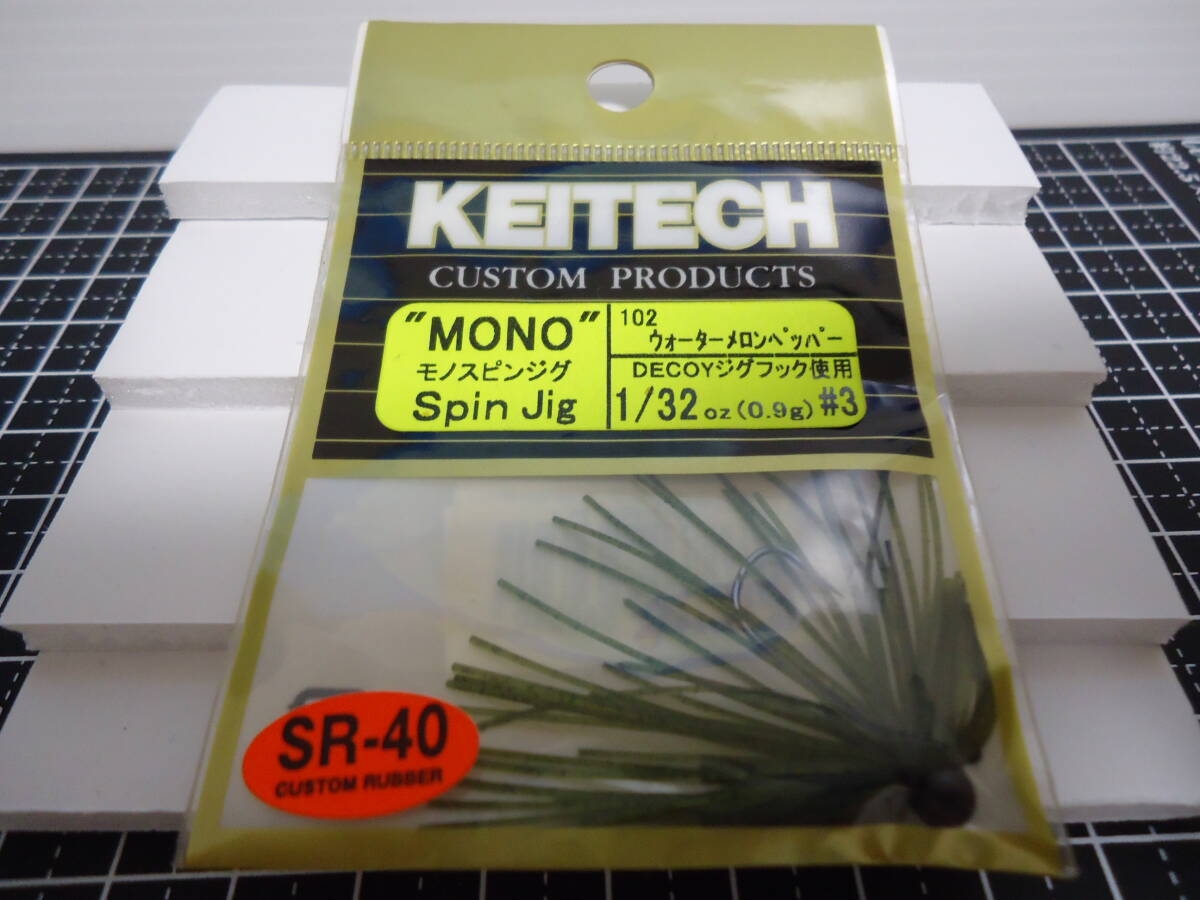 KEITECH
CUSTOM PRODUCTS
"MONO"
モノスピンジグ
Spin Jig
102
ウォーターメロンペッパー
DECOYジグフック使用
1/32 oz (0.9g) #3
SR-40
CUSTOM RUBBER